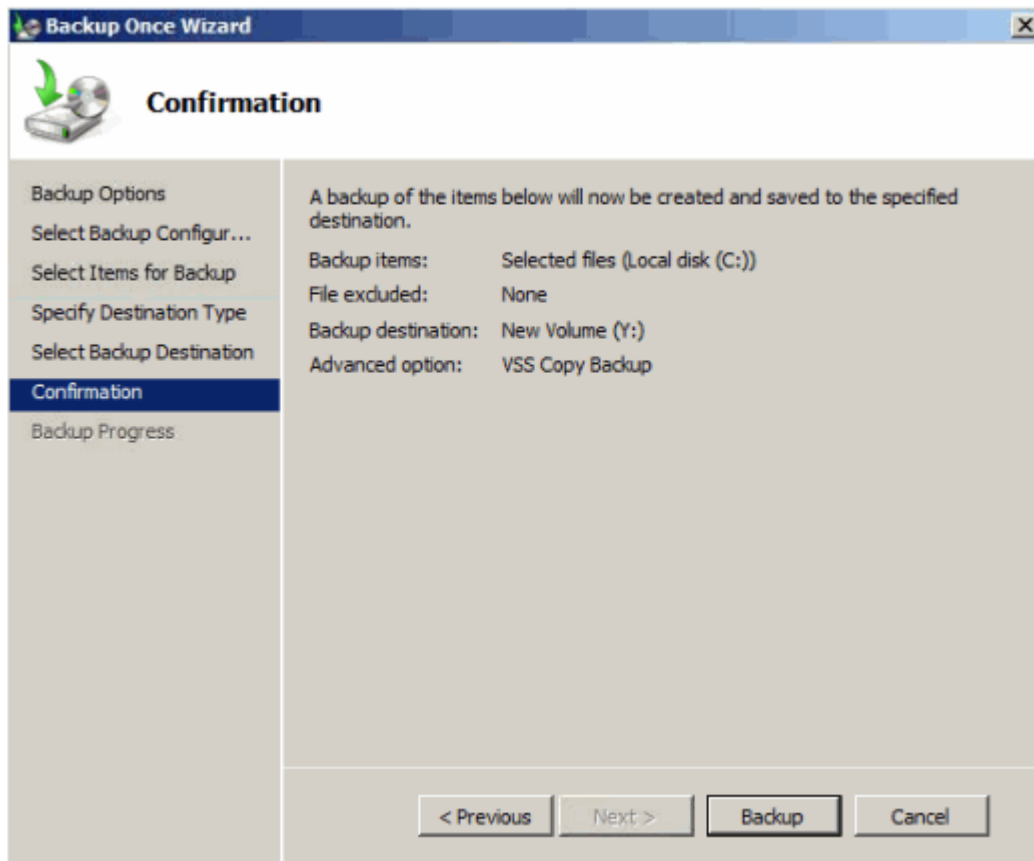 Backup Once Wizard
Confirmation
Backup Options
Select Backup Configur...
Select Items for Backup
Specify Destination Type
Select Backup Destination
Confirmation
Backup Progress
A backup of the items below will now be created and saved to the specified
destination.
Backup items: Selected files (Local disk (C:))
File excluded: None
Backup destination: New Volume (Y:)
Advanced option: VSS Copy Backup
< Previous Next > Backup Cancel